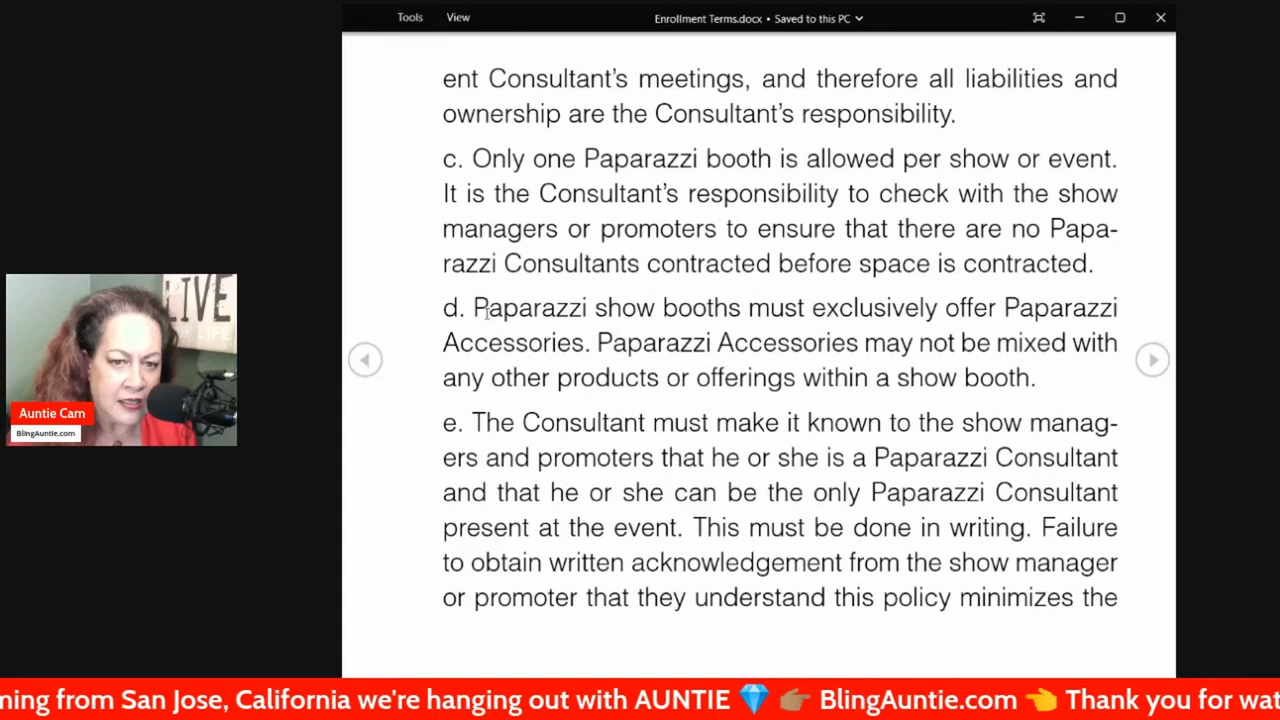 Tools View Enrollment Terms.docx • Saved to this PC
ent Consultant's meetings, and therefore all liabilities and
ownership are the Consultant's responsibility.
c. Only one Paparazzi booth is allowed per show or event.
It is the Consultant's responsibility to check with the show
managers or promoters to ensure that there are no Papa-
razzi Consultants contracted before space is contracted.
d. Paparazzi show booths must exclusively offer Paparazzi
Accessories. Paparazzi Accessories may not be mixed with
any other products or offerings within a show booth.
e. The Consultant must make it known to the show manag-
ers and promoters that he or she is a Paparazzi Consultant
and that he or she can be the only Paparazzi Consultant
present at the event. This must be done in writing. Failure
to obtain written acknowledgement from the show manager
or promoter that they understand this policy minimizes the
LIVE
LIFE
Auntie Cam
BlingAuntie.com
ming from San Jose, California we're hanging out with AUNTIE 💎 👉🏽 BlingAuntie.com 👈 Thank you for wat